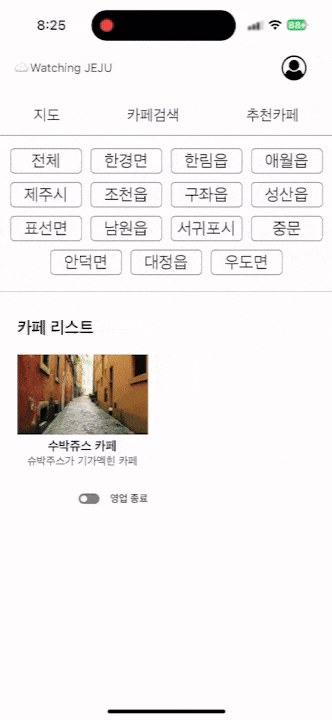 8:25
88
Watching JEJU
지도 카페검색 추천카페
전체 한경면 한림읍 애월읍
제주시 조천읍 구좌읍 성산읍
표선면 남원읍 서귀포시 중문
안덕면 대정읍 우도면
카페 리스트
수박쥬스 카페
슈박주스가 기가멕힌 카페
영업 종료